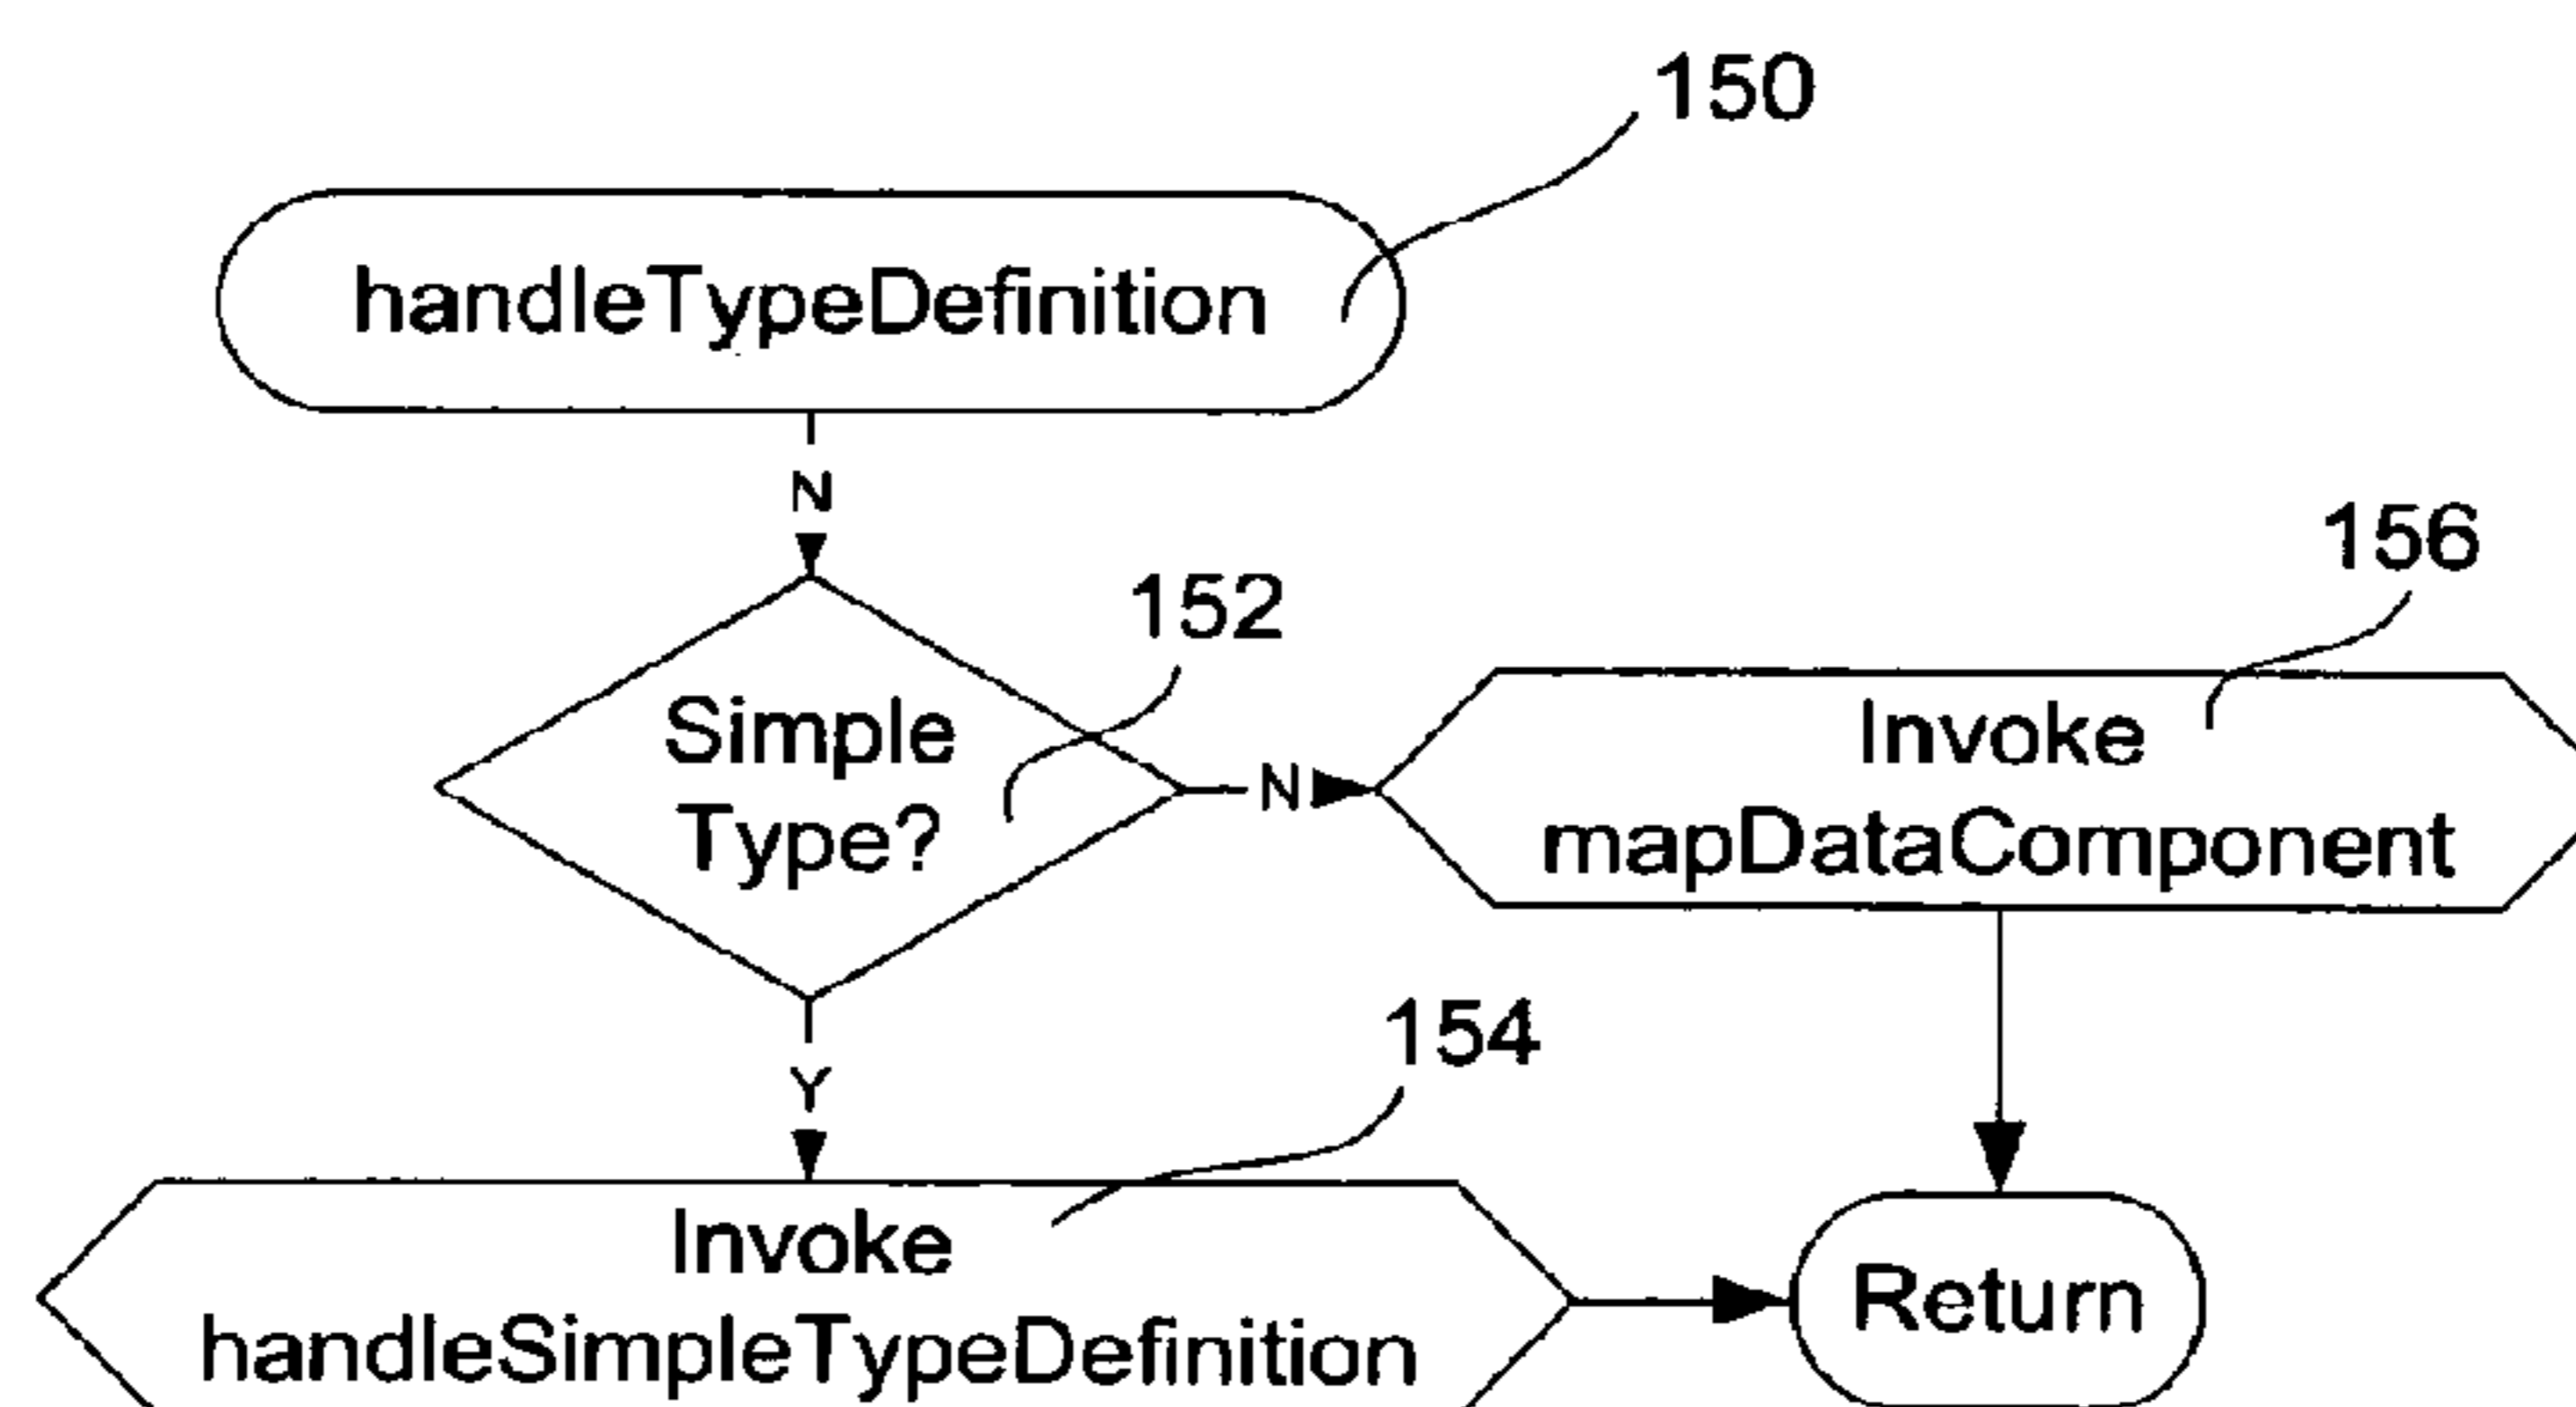 150
handleTypeDefinition
N
152
156
Simple
Type?
N
Invoke
mapDataComponent
Y
154
Invoke
handleSimpleTypeDefinition
Return